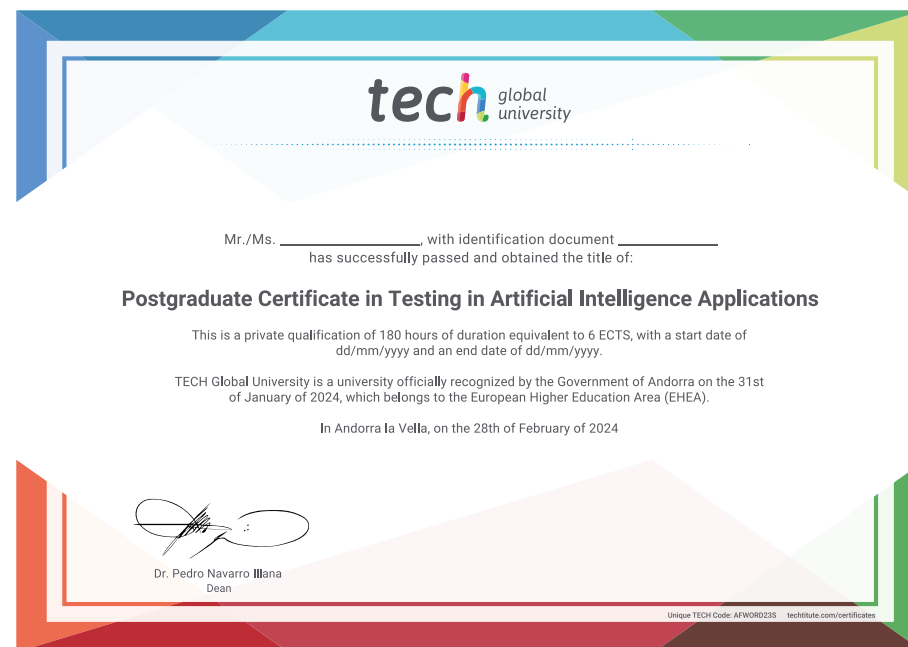 tech global university
Mr./Ms. ____________, with identification document ____________
has successfully passed and obtained the title of:
Postgraduate Certificate in Testing in Artificial Intelligence Applications
This is a private qualification of 180 hours of duration equivalent to 6 ECTS, with a start date of
dd/mm/yyyy and an end date of dd/mm/yyyy.
TECH Global University is a university officially recognized by the Government of Andorra on the 31st
of January of 2024, which belongs to the European Higher Education Area (EHEA).
In Andorra la Vella, on the 28th of February of 2024
Dr. Pedro Navarro Illana
Dean
Unique TECH Code: AFWORD23S techtitute.com/certificates